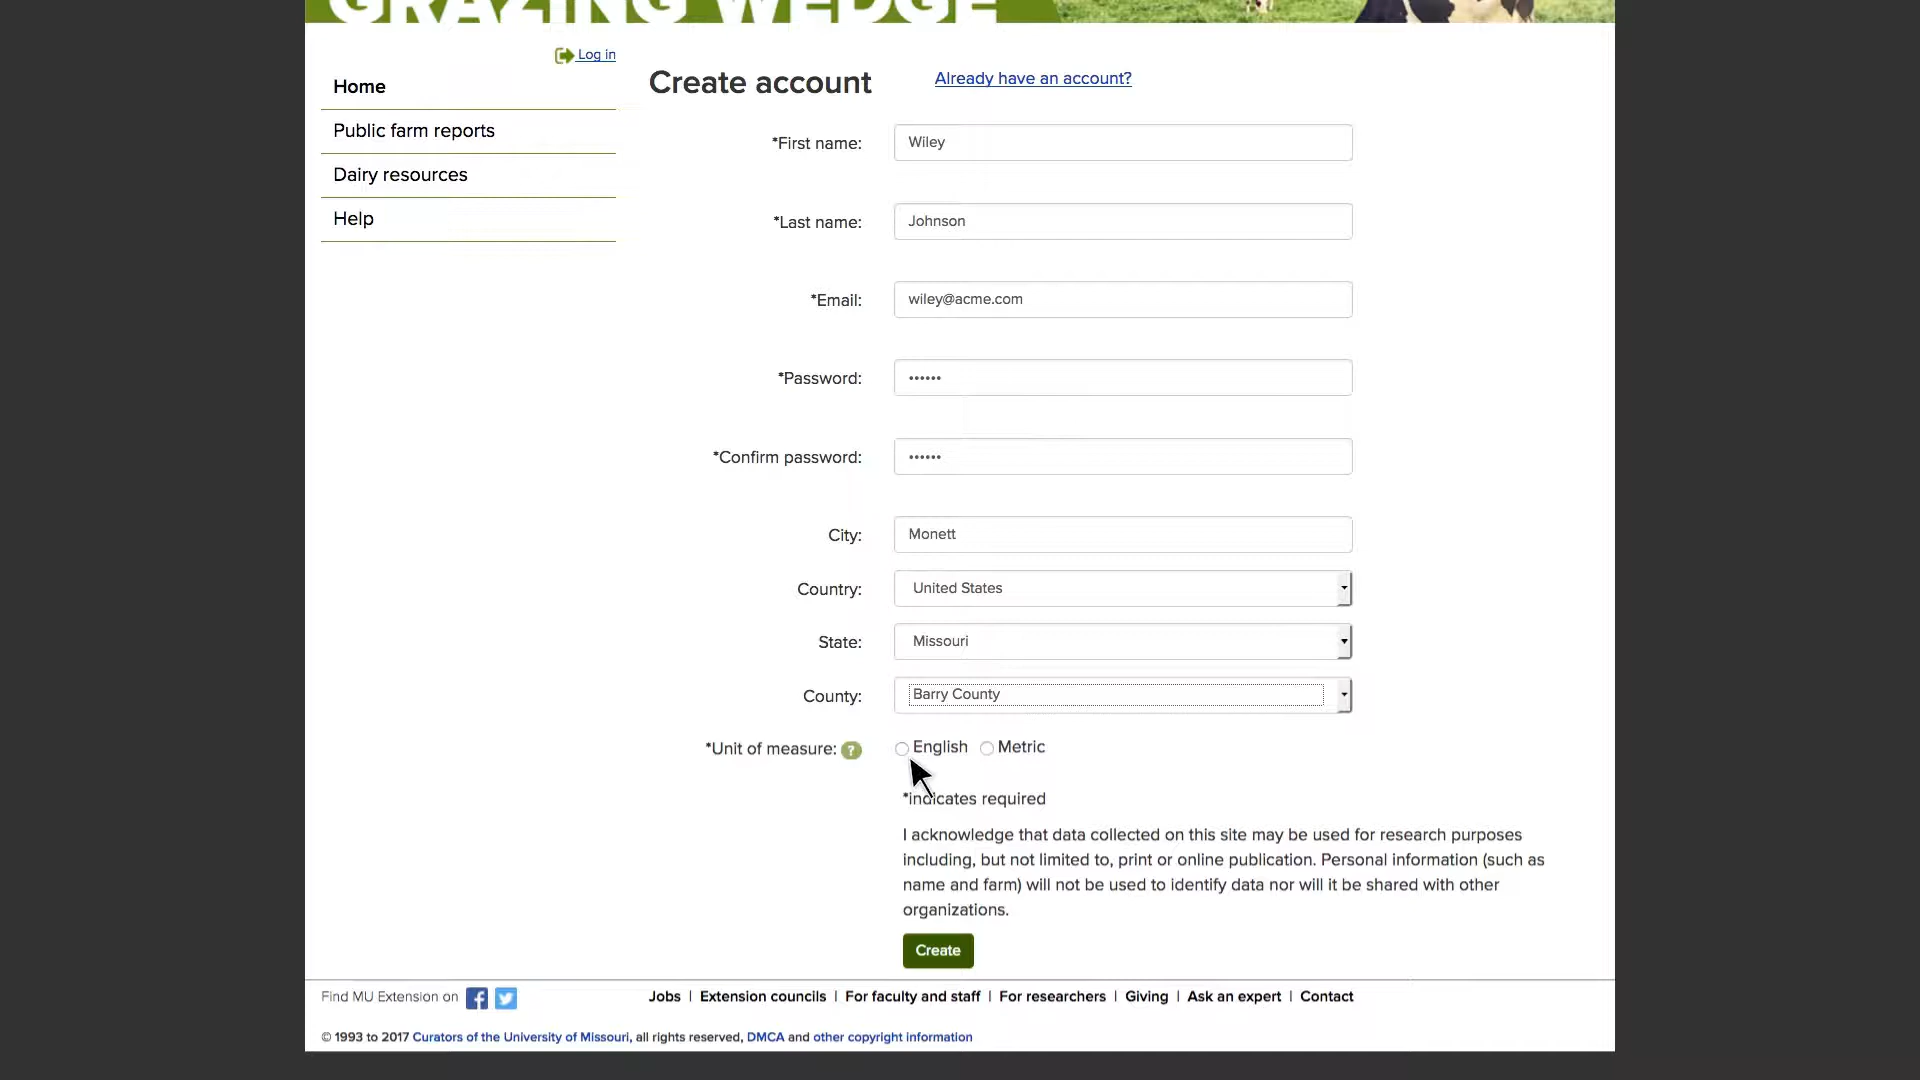 GRAZING WEDGE
Log in
Home
Public farm reports
Dairy resources
Help
Create account
Already have an account?
*First name:
Wiley
*Last name:
Johnson
*Email:
wiley@acme.com
*Password:
••••••
*Confirm password:
••••••
City:
Monett
Country:
United States
State:
Missouri
County:
Barry County
*Unit of measure: ?
English
Metric
*indicates required
I acknowledge that data collected on this site may be used for research purposes
including, but not limited to, print or online publication. Personal information (such as
name and farm) will not be used to identify data nor will it be shared with other
organizations.
Create
Find MU Extension on
Jobs | Extension councils | For faculty and staff | For researchers | Giving | Ask an expert | Contact
© 1993 to 2017 Curators of the University of Missouri, all rights reserved, DMCA and other copyright information